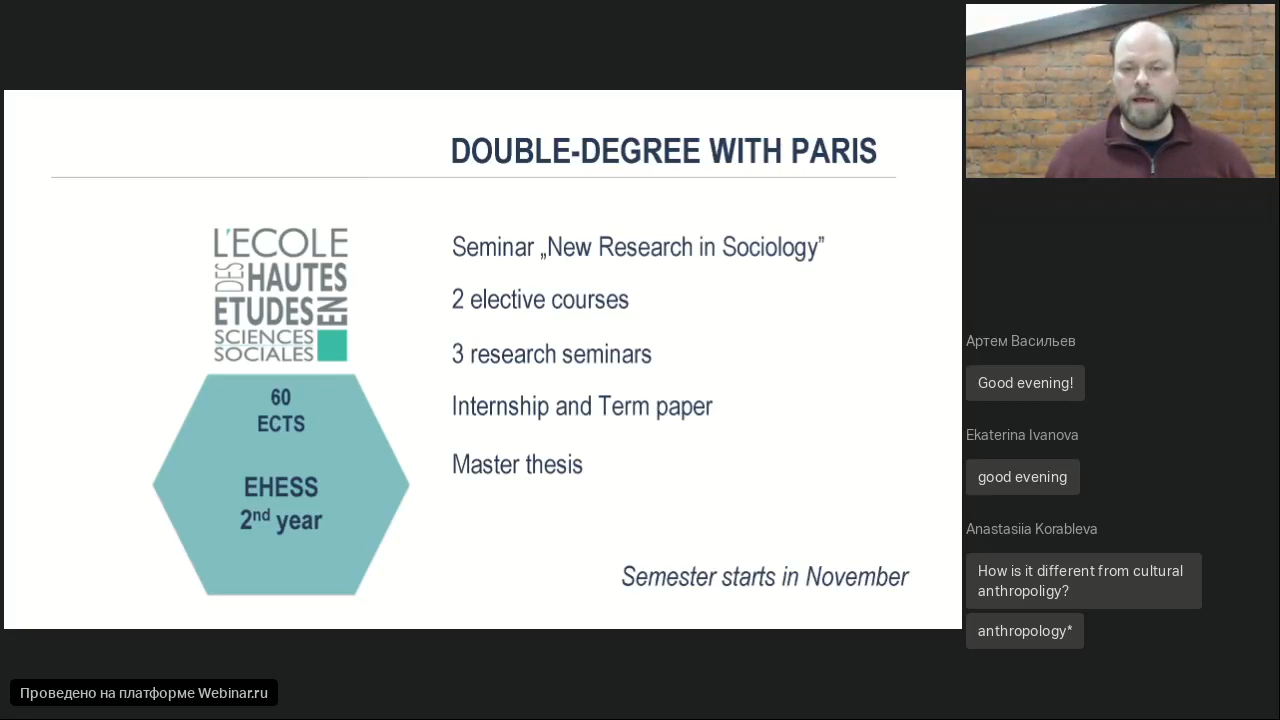 DOUBLE-DEGREE WITH PARIS
L'ECOLE
DES HAUTES
ETUDES EN
SCIENCES
SOCIALES
60
ECTS
EHESS
2nd year
Seminar „New Research in Sociology”
2 elective courses
3 research seminars
Internship and Term paper
Master thesis
Semester starts in November
Артем Васильев
Good evening!
Ekaterina Ivanova
good evening
Anastasiia Korableva
How is it different from cultural
anthropoligy?
anthropology*
Проведено на платформе Webinar.ru